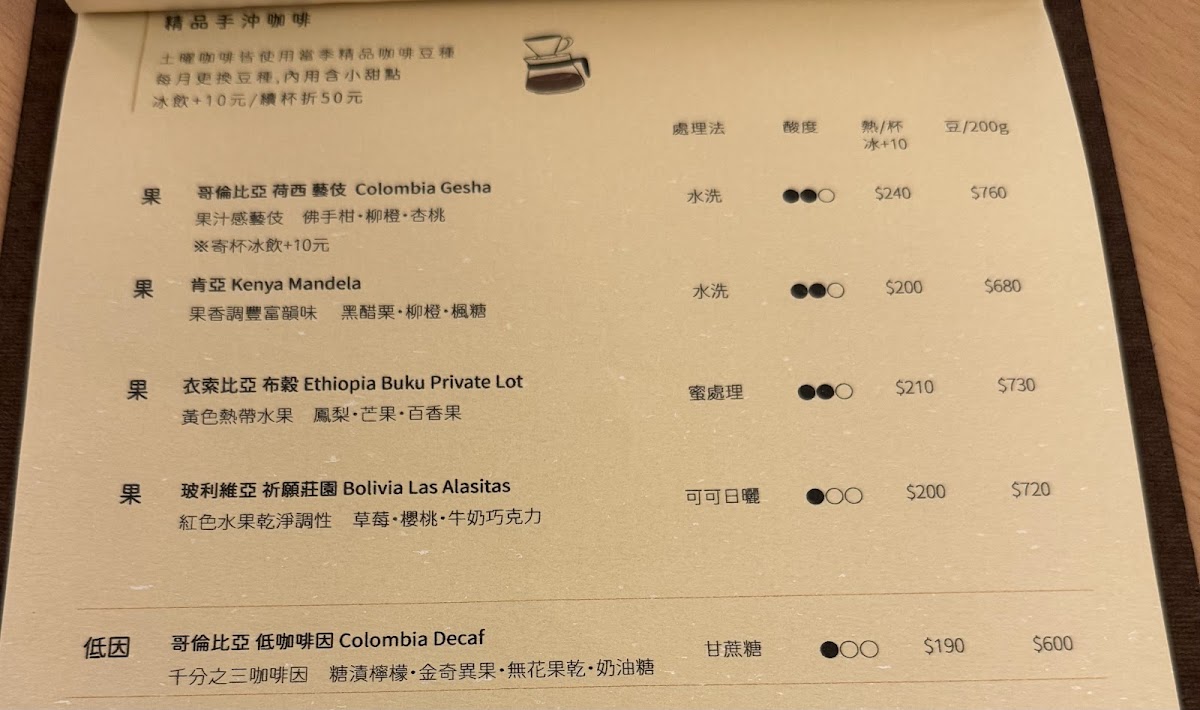 精品手沖咖啡
土曜咖啡皆使用當季精品咖啡豆種
每月更換豆種,內用含小甜點
冰飲+10元/續杯折50元
處理法 酸度 熱/杯 豆/200g
冰+10
果 哥倫比亞 荷西 藝伎 Colombia Gesha 水洗 ●●○ $240 $760
果汁感藝伎 佛手柑・柳橙・杏桃
※寄杯冰飲+10元
果 肯亞 Kenya Mandela 水洗 ●●○ $200 $680
果香調豐富韻味 黑醋栗・柳橙・楓糖
果 衣索比亞 布穀 Ethiopia Buku Private Lot 蜜處理 ●●○ $210 $730
黃色熱帶水果 鳳梨・芒果・百香果
果 玻利維亞 祈願莊園 Bolivia Las Alasitas 可可日曬 ●○○ $200 $720
紅色水果乾淨調性 草莓・櫻桃・牛奶巧克力
低因 哥倫比亞 低咖啡因 Colombia Decaf 甘蔗糖 ●○○ $190 $600
千分之三咖啡因 糖漬檸檬・金奇異果・無花果乾・奶油糖